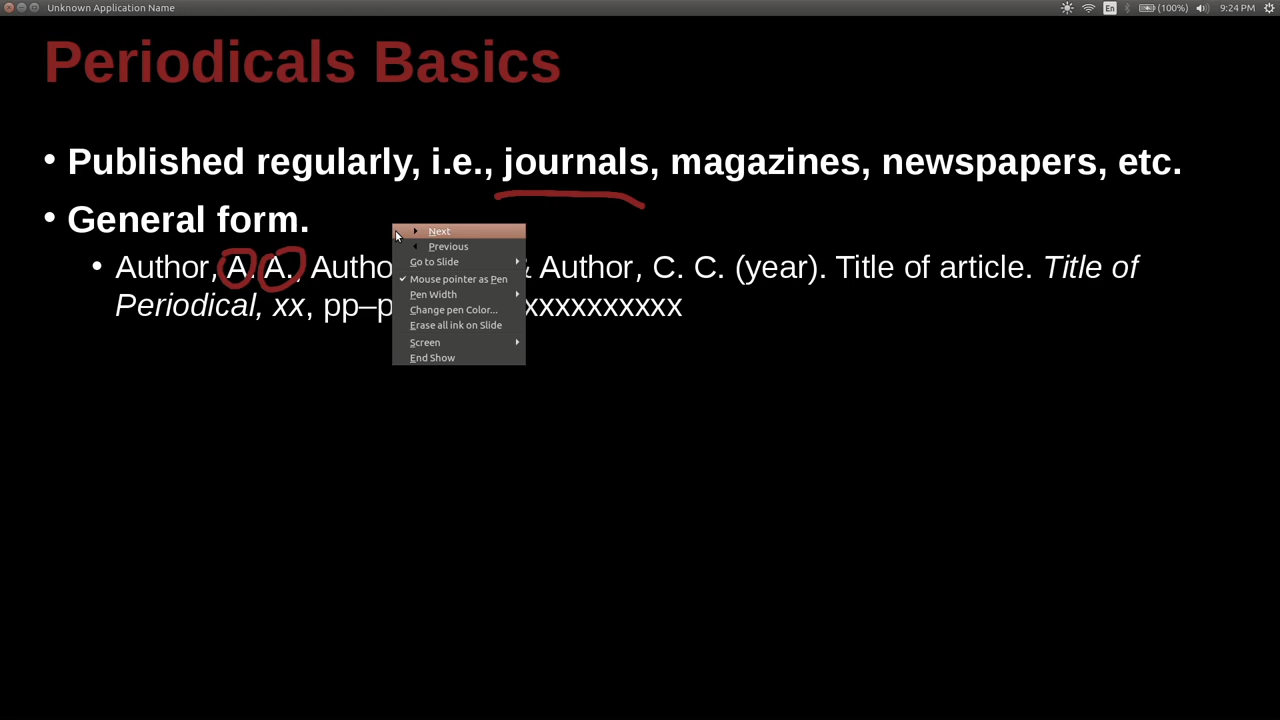 Unknown Application Name
En
(100%)
9:24 PM
Periodicals Basics
• Published regularly, i.e., journals, magazines, newspapers, etc.
• General form.
• Author, A. A., Autho & Author, C. C. (year). Title of article. Title of
Periodical, xx, pp–p xxxxxxxxxx
Next
Previous
Go to Slide
Mouse pointer as Pen
Pen Width
Change pen Color...
Erase all ink on Slide
Screen
End Show